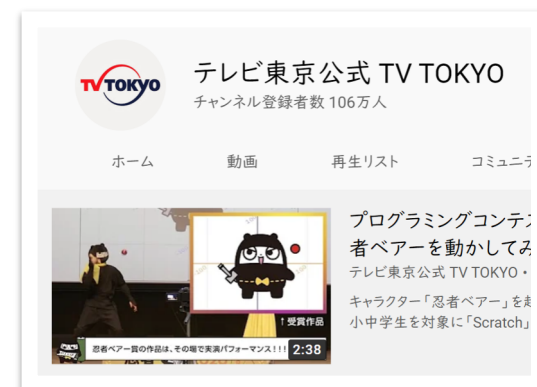 TV TOKYO
テレビ東京公式 TV TOKYO
チャンネル登録者数 106万人
ホーム 動画 再生リスト コミュニテ
プログラミングコンテス
者ベアーを動かしてみ
テレビ東京公式 TV TOKYO・
キャラクター「忍者ベアー」を
小中学生を対象に「Scratch」
↑受賞作品
忍者ベアー賞の作品は、その場で実演パフォーマンス!!! 2:38